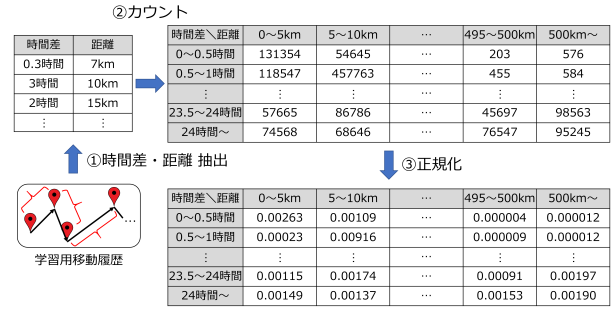 ②カウント
時間差 距離
0.3時間 7km
3時間 10km
2時間 15km
⋮ ⋮
時間差＼距離 0～5km 5～10km … 495～500km 500km～
0～0.5時間 131354 54645 … 203 576
0.5～1時間 118547 457763 … 455 584
⋮ ⋮ ⋮ ⋮ ⋮
23.5～24時間 57665 86786 … 45697 98563
24時間～ 74568 68646 … 76547 95245
①時間差・距離 抽出
③正規化
…
学習用移動履歴
時間差＼距離 0～5km 5～10km … 495～500km 500km～
0～0.5時間 0.00263 0.00109 … 0.000004 0.000012
0.5～1時間 0.00023 0.00916 … 0.000009 0.000012
⋮ ⋮ ⋮ ⋮ ⋮
23.5～24時間 0.00115 0.00174 … 0.00091 0.00197
24時間～ 0.00149 0.00137 … 0.00153 0.00190